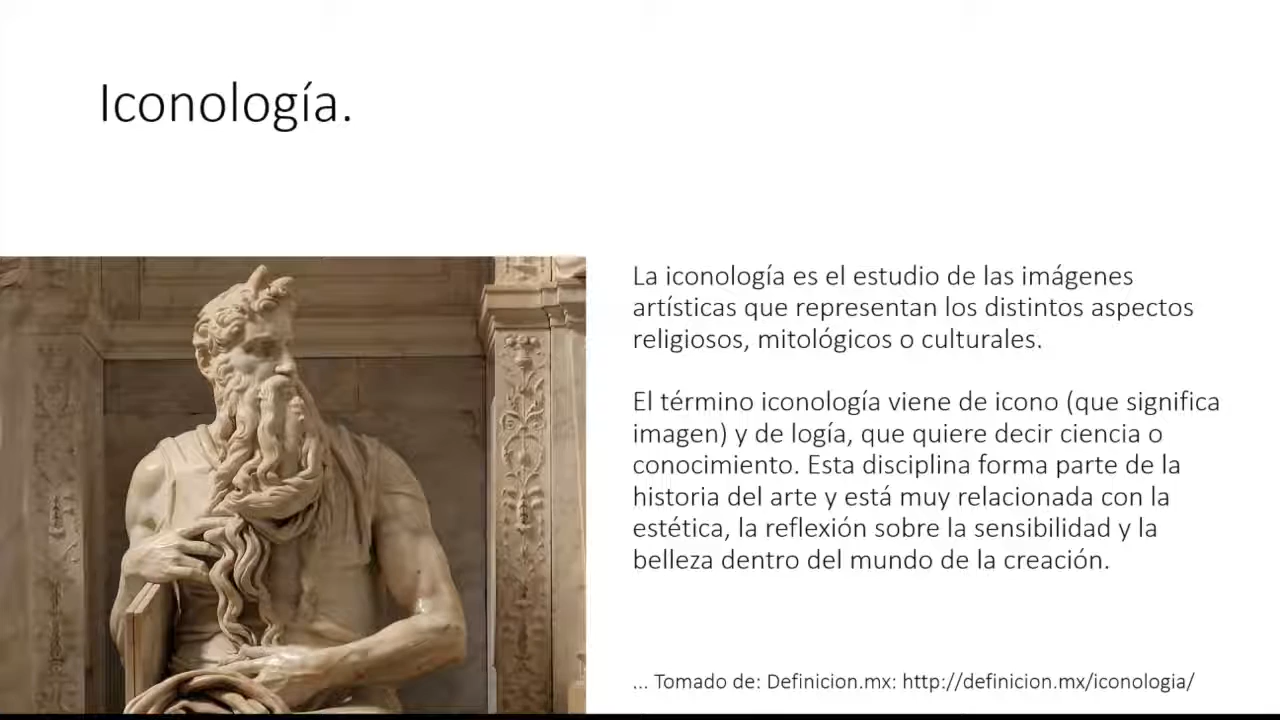 Iconología.
La iconología es el estudio de las imágenes
artísticas que representan los distintos aspectos
religiosos, mitológicos o culturales.
El término iconología viene de icono (que significa
imagen) y de logía, que quiere decir ciencia o
conocimiento. Esta disciplina forma parte de la
historia del arte y está muy relacionada con la
estética, la reflexión sobre la sensibilidad y la
belleza dentro del mundo de la creación.
... Tomado de: Definicion.mx: http://definicion.mx/iconologia/